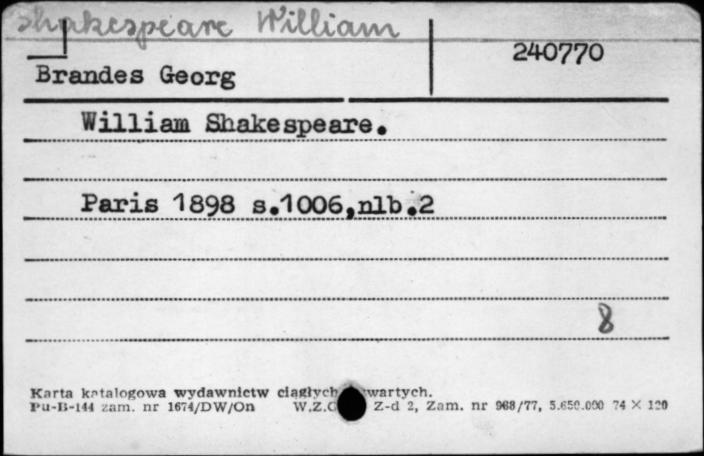 Shakespeare William
240770
Brandes Georg
William Shakespeare.
Paris 1898 s.1006,nlb.2
8
Karta katalogowa wydawnictw ciągłych wartych.
Pu-B-144 zam. nr 1674/DW/On W.Z.G Z-d 2, Zam. nr 968/77, 5.650.000 74 × 120